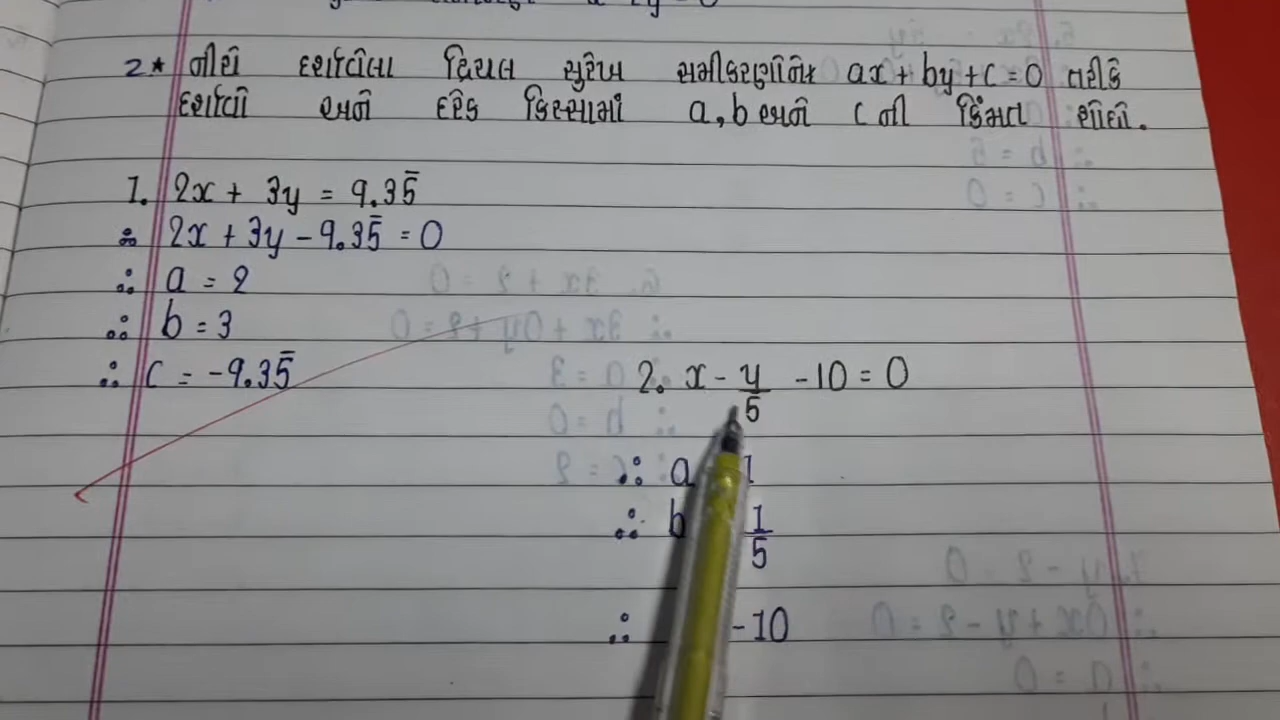 2* નીચે દર્શાવેલા દ્વિચલ સુરેખ સમીકરણોને ax + by + c = 0 તરીકે
દર્શાવો અને દરેક કિસ્સામાં a, b અને c ની કિંમત શોધો.
1. 2x + 3y = 9.35̅
∴ 2x + 3y - 9.35̅ = 0
∴ a = 2
∴ b = 3
∴ c = -9.35̅
2. x - y/5 - 10 = 0
∴ a 1
∴ b 1/5
∴ -10